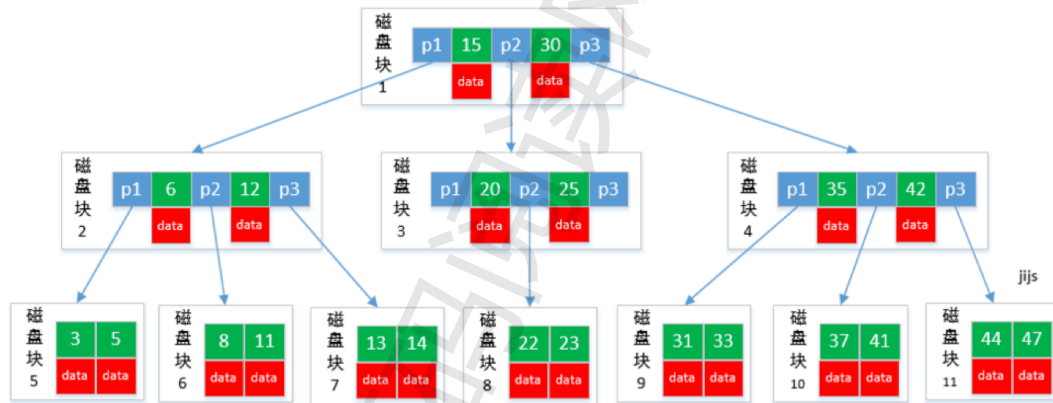 磁盘块1
p1 15 p2 30 p3
data data
磁盘块2
p1 6 p2 12 p3
data data
磁盘块3
p1 20 p2 25 p3
data data
磁盘块4
p1 35 p2 42 p3
data data
jijs
磁盘块5
3 5
data data
磁盘块6
8 11
data data
磁盘块7
13 14
data data
磁盘块8
22 23
data data
磁盘块9
31 33
data data
磁盘块10
37 41
data data
磁盘块11
44 47
data data